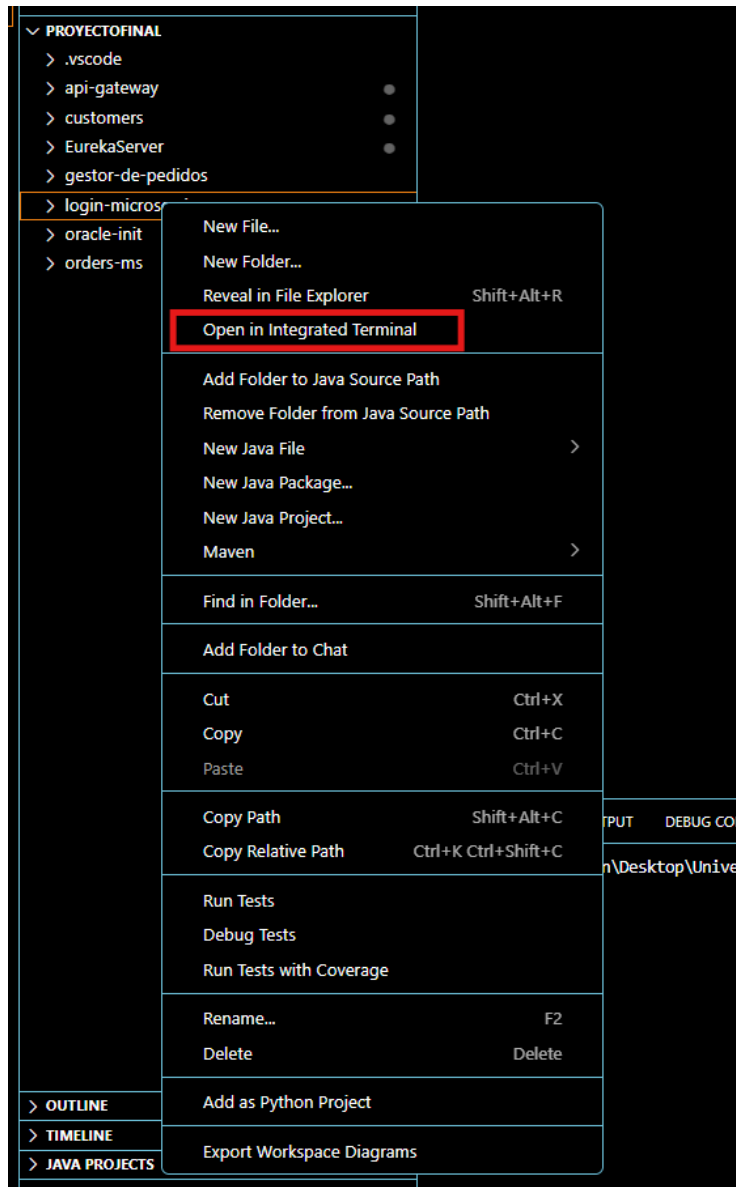 PROYECTOFINAL
.vscode
api-gateway
customers
EurekaServer
gestor-de-pedidos
login-micros
oracle-init
orders-ms
New File...
New Folder...
Reveal in File Explorer Shift+Alt+R
Open in Integrated Terminal
Add Folder to Java Source Path
Remove Folder from Java Source Path
New Java File
New Java Package...
New Java Project...
Maven
Find in Folder... Shift+Alt+F
Add Folder to Chat
Cut Ctrl+X
Copy Ctrl+C
Paste Ctrl+V
Copy Path Shift+Alt+C
Copy Relative Path Ctrl+K Ctrl+Shift+C
Run Tests
Debug Tests
Run Tests with Coverage
Rename... F2
Delete Delete
Add as Python Project
Export Workspace Diagrams
TPUT DEBUG CO
n\Desktop\Unive
OUTLINE
TIMELINE
JAVA PROJECTS